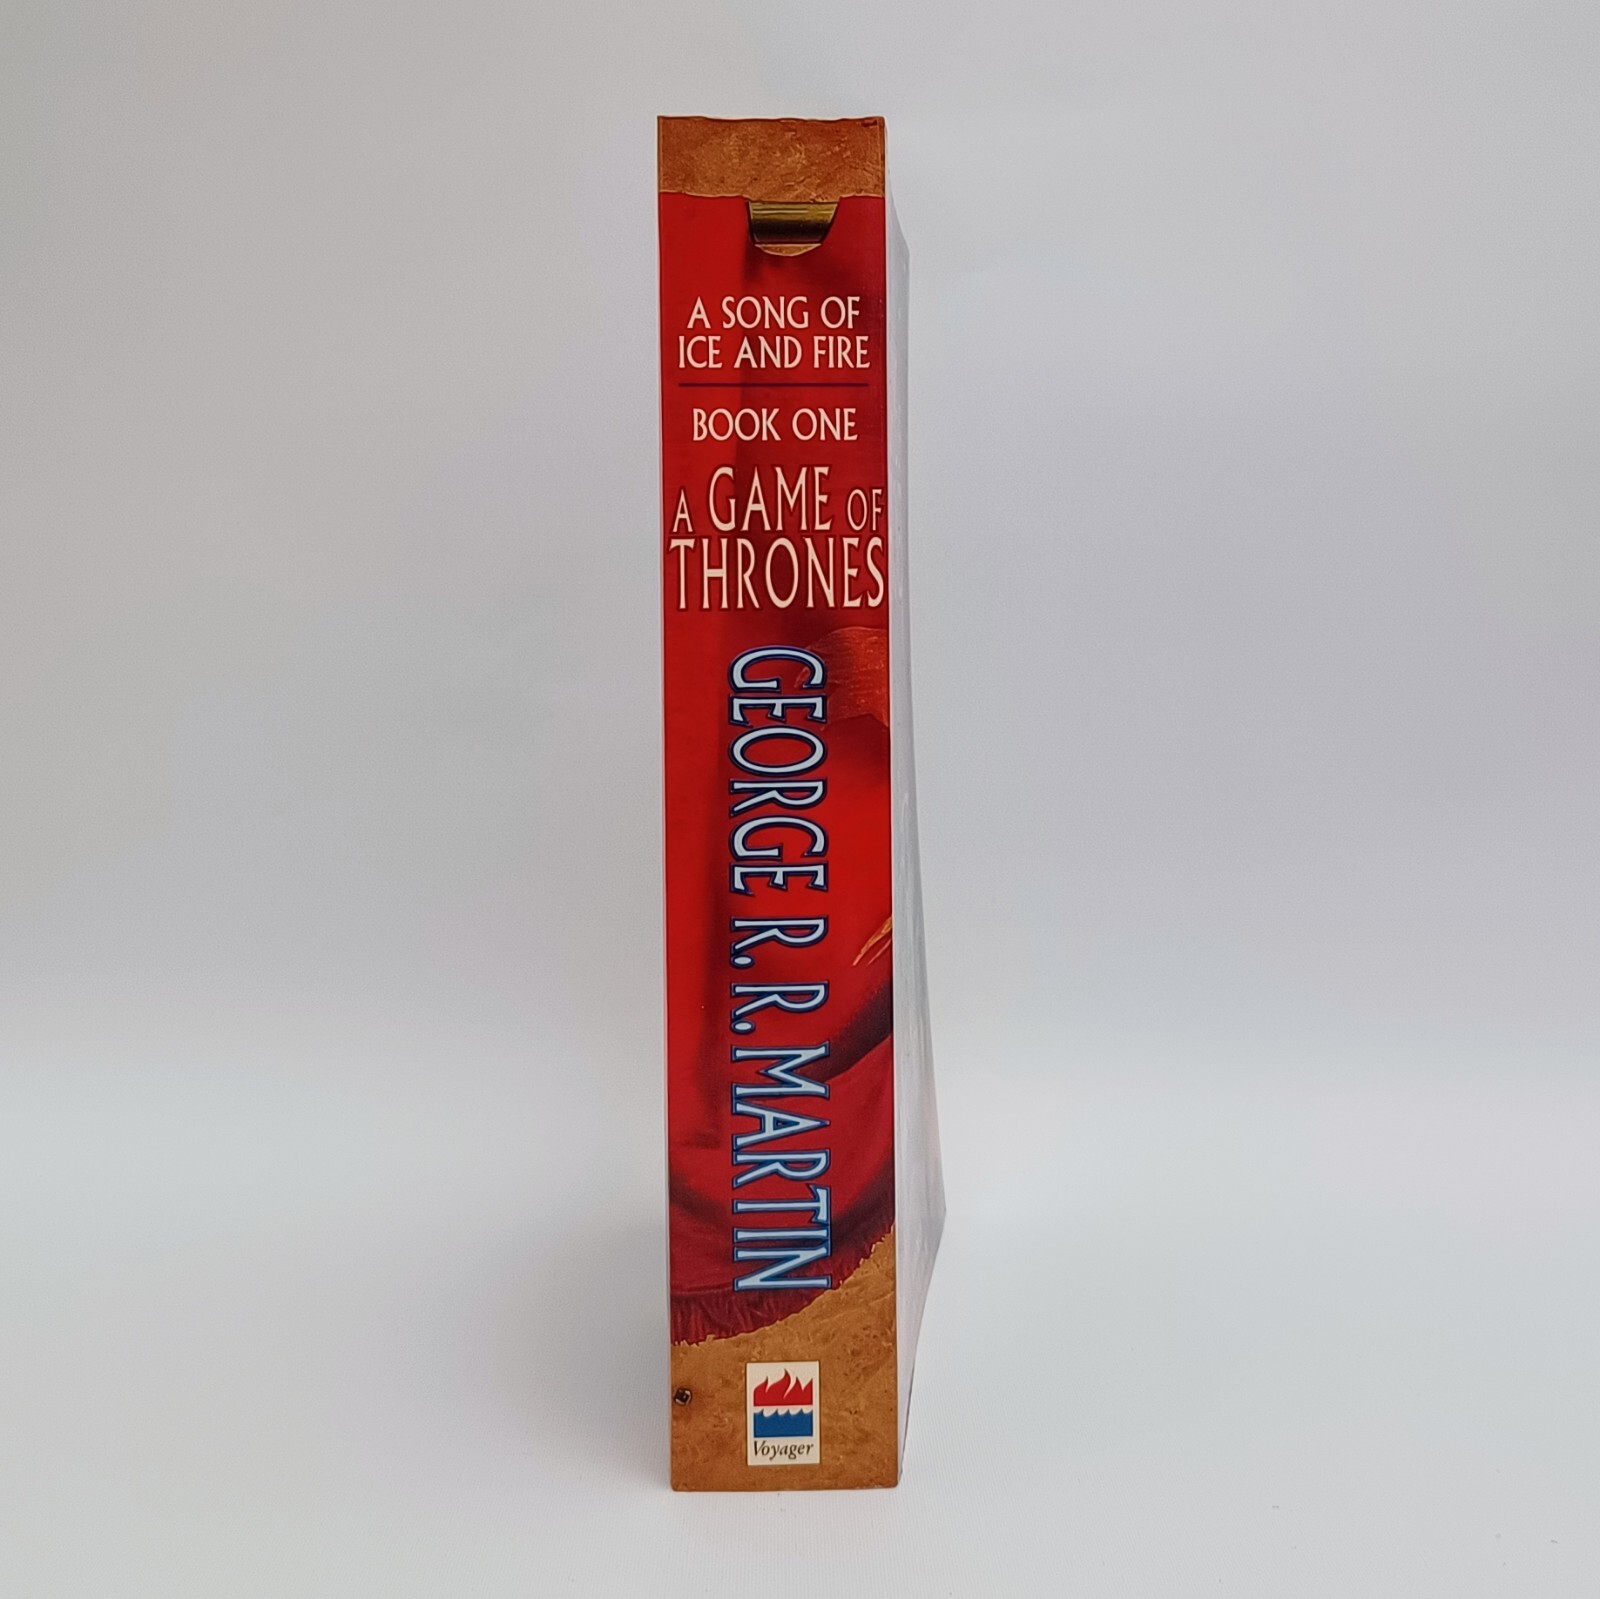 A SONG OF
ICE AND FIRE
BOOK ONE
A GAME OF
THRONES
GEORGE R. R. MARTIN
Voyager